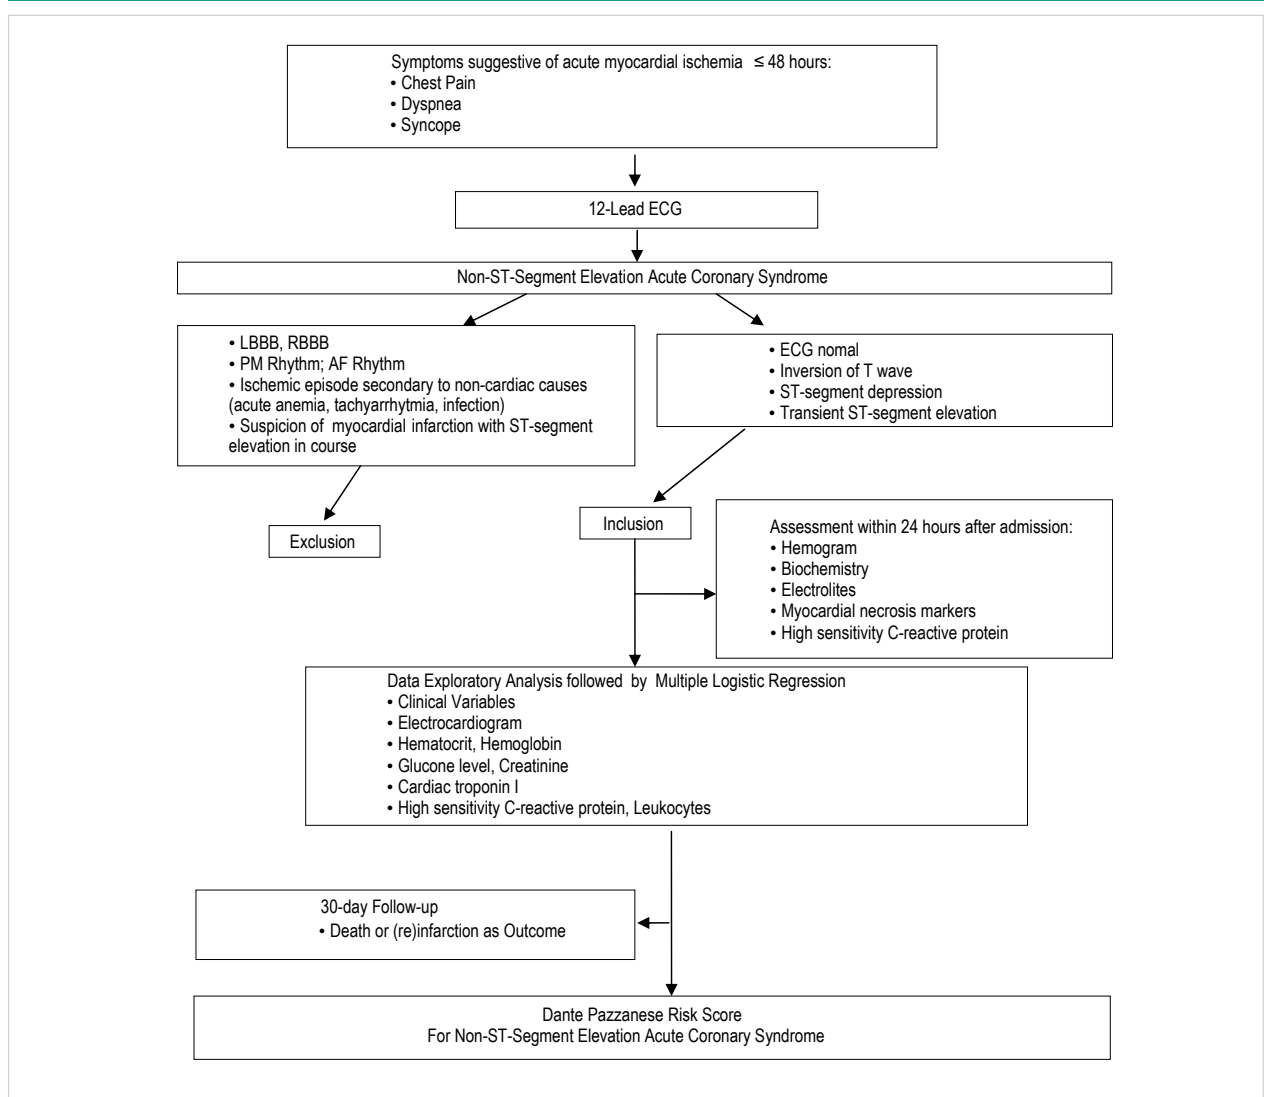 Symptoms suggestive of acute myocardial ischemia ≤ 48 hours:
• Chest Pain
• Dyspnea
• Syncope
12-Lead ECG
Non-ST-Segment Elevation Acute Coronary Syndrome
• LBBB, RBBB
• PM Rhythm; AF Rhythm
• Ischemic episode secondary to non-cardiac causes
(acute anemia, tachyarrhytmia, infection)
• Suspicion of myocardial infarction with ST-segment
elevation in course
• ECG nomal
• Inversion of T wave
• ST-segment depression
• Transient ST-segment elevation
Exclusion
Inclusion
Assessment within 24 hours after admission:
• Hemogram
• Biochemistry
• Electrolites
• Myocardial necrosis markers
• High sensitivity C-reactive protein
Data Exploratory Analysis followed by Multiple Logistic Regression
• Clinical Variables
• Electrocardiogram
• Hematocrit, Hemoglobin
• Glucone level, Creatinine
• Cardiac troponin I
• High sensitivity C-reactive protein, Leukocytes
30-day Follow-up
• Death or (re)infarction as Outcome
Dante Pazzanese Risk Score
For Non-ST-Segment Elevation Acute Coronary Syndrome